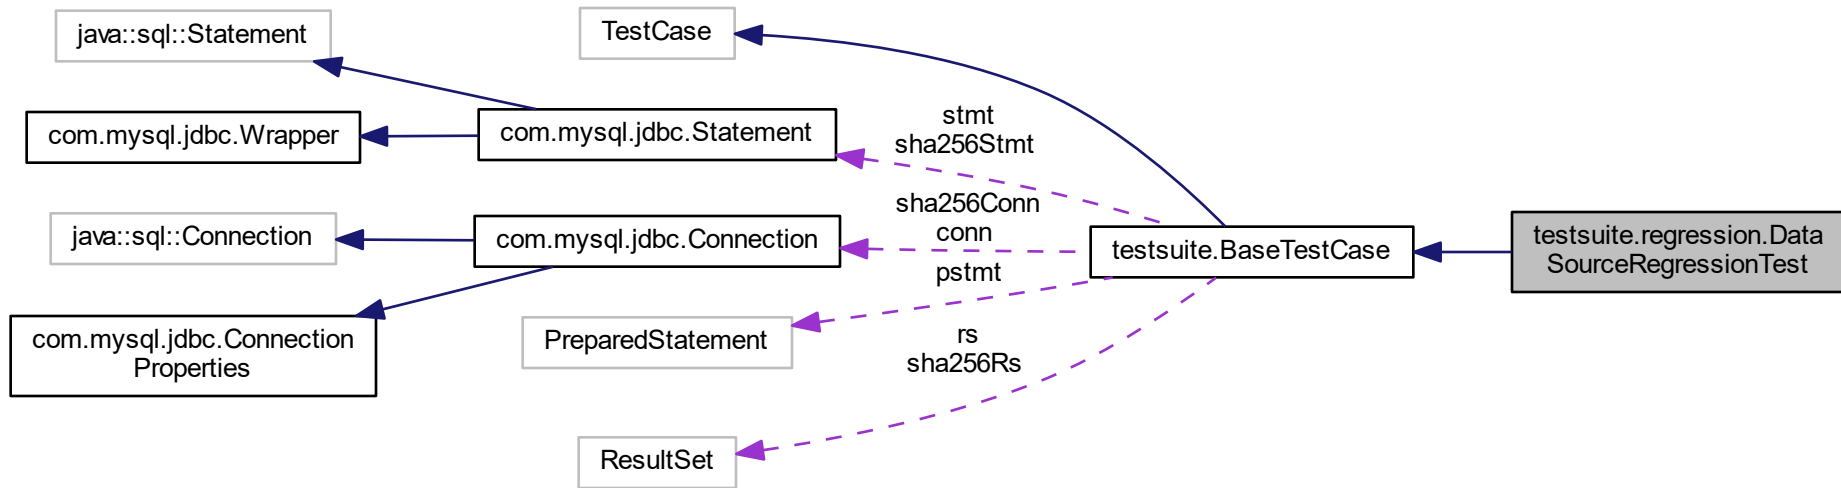 java::sql::Statement
TestCase
com.mysql.jdbc.Wrapper
com.mysql.jdbc.Statement
stmt
sha256Stmt
java::sql::Connection
com.mysql.jdbc.Connection
sha256Conn
conn
testsuite.BaseTestCase
testsuite.regression.Data
SourceRegressionTest
pstmt
com.mysql.jdbc.Connection
Properties
PreparedStatement
rs
sha256Rs
ResultSet